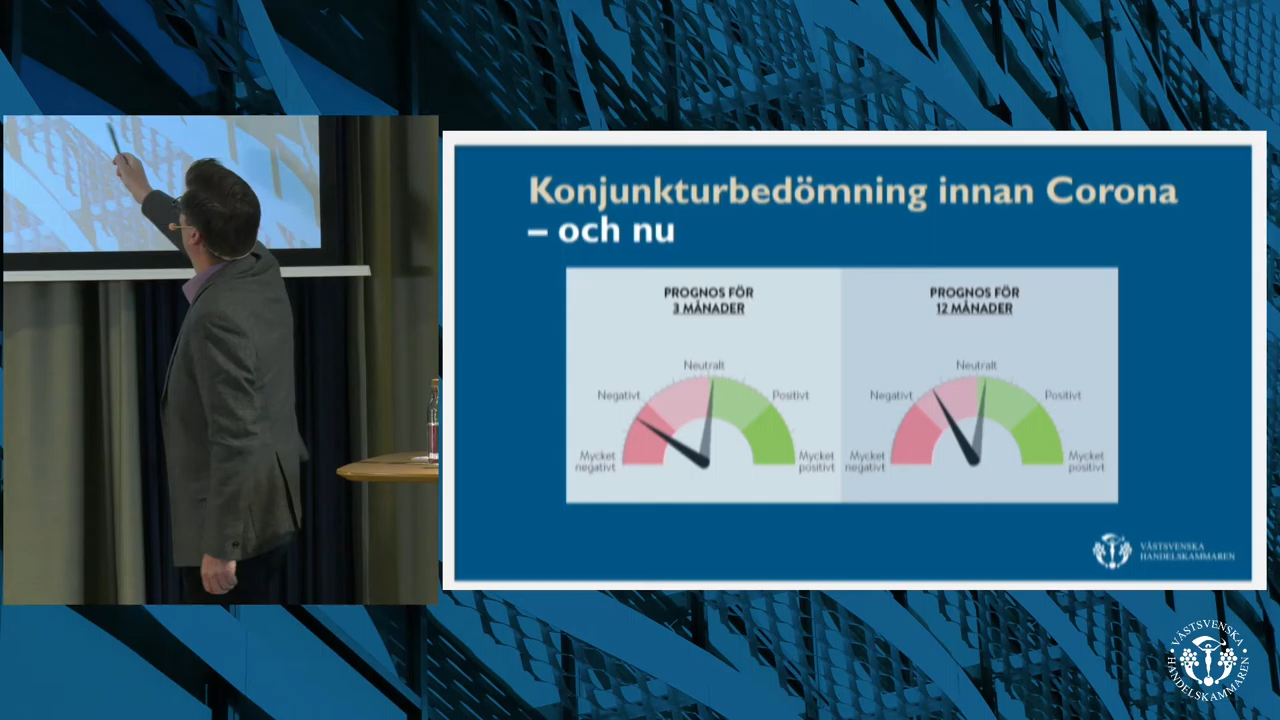 Konjunkturbedömning innan Corona
– och nu
PROGNOS FÖR
3 MÅNADER
Neutralt
Negativt
Positivt
Mycket
negativt
Mycket
positivt
PROGNOS FÖR
12 MÅNADER
Neutralt
Negativt
Positivt
Mycket
negativt
Mycket
positivt
VÄSTSVENSKA
HANDELSKAMMAREN
VÄSTSVENSKA
HANDELSKAMMAREN